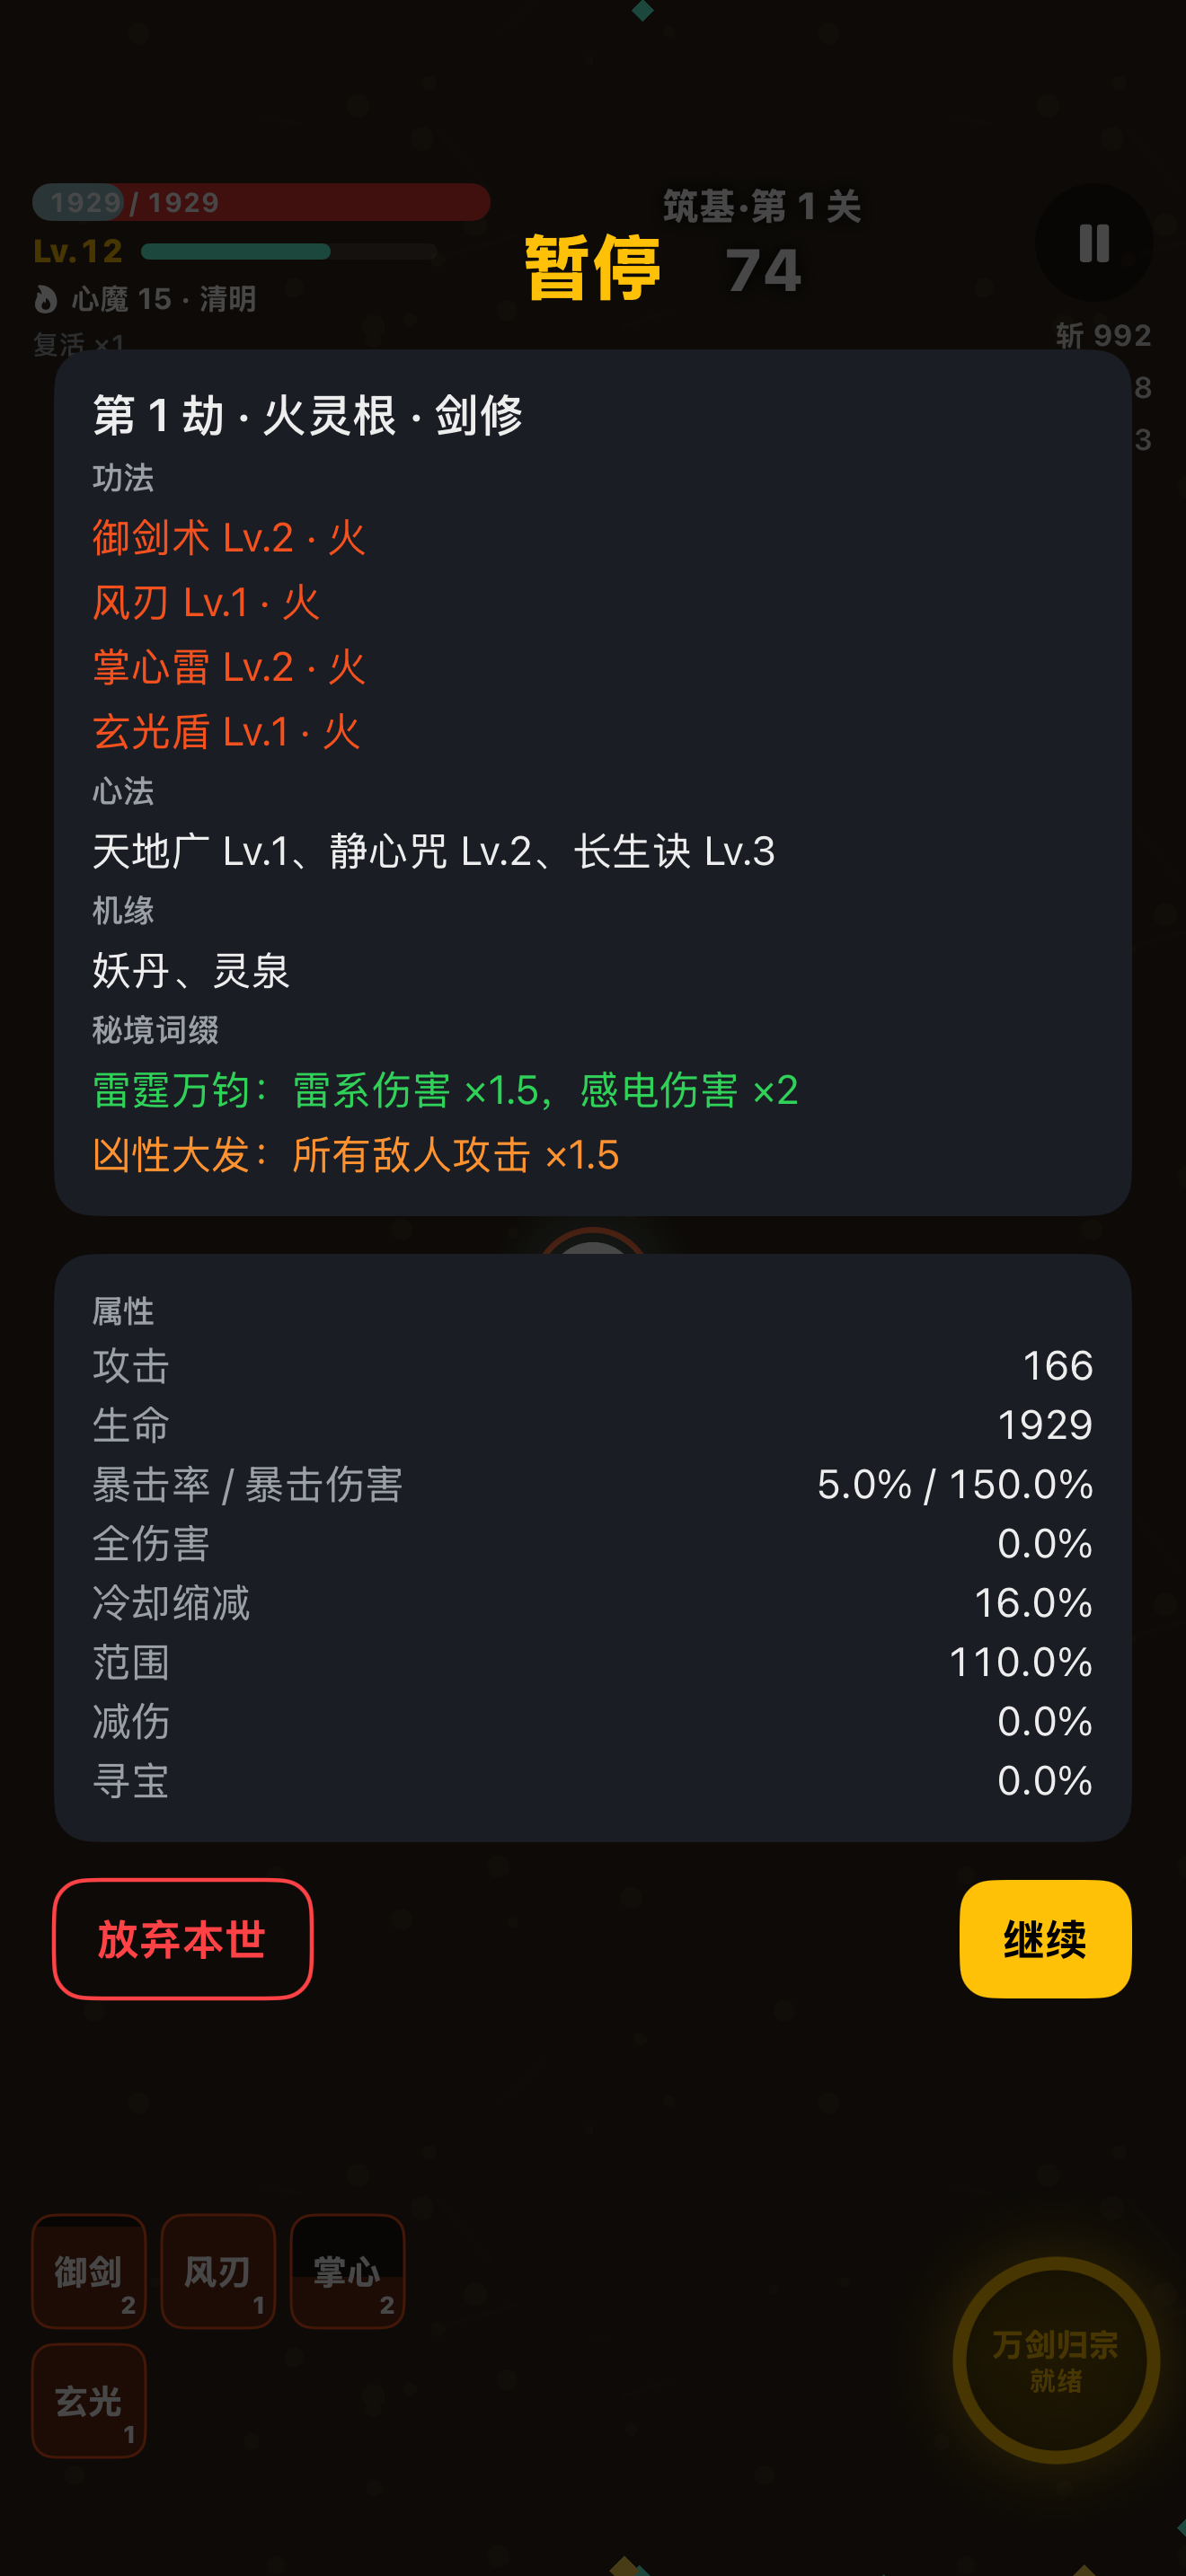 1929 / 1929
筑基·第 1 关
Lv.12
暂停
74
心魔 15 · 清明
复活 ×1
斩 992
8
3
第 1 劫 · 火灵根 · 剑修
功法
御剑术 Lv.2 · 火
风刃 Lv.1 · 火
掌心雷 Lv.2 · 火
玄光盾 Lv.1 · 火
心法
天地广 Lv.1、静心咒 Lv.2、长生诀 Lv.3
机缘
妖丹、灵泉
秘境词缀
雷霆万钧：雷系伤害 ×1.5，感电伤害 ×2
凶性大发：所有敌人攻击 ×1.5
属性
攻击 166
生命 1929
暴击率 / 暴击伤害 5.0% / 150.0%
全伤害 0.0%
冷却缩减 16.0%
范围 110.0%
减伤 0.0%
寻宝 0.0%
放弃本世
继续
御剑 2
风刃 1
掌心 2
玄光 1
万剑归宗
就绪